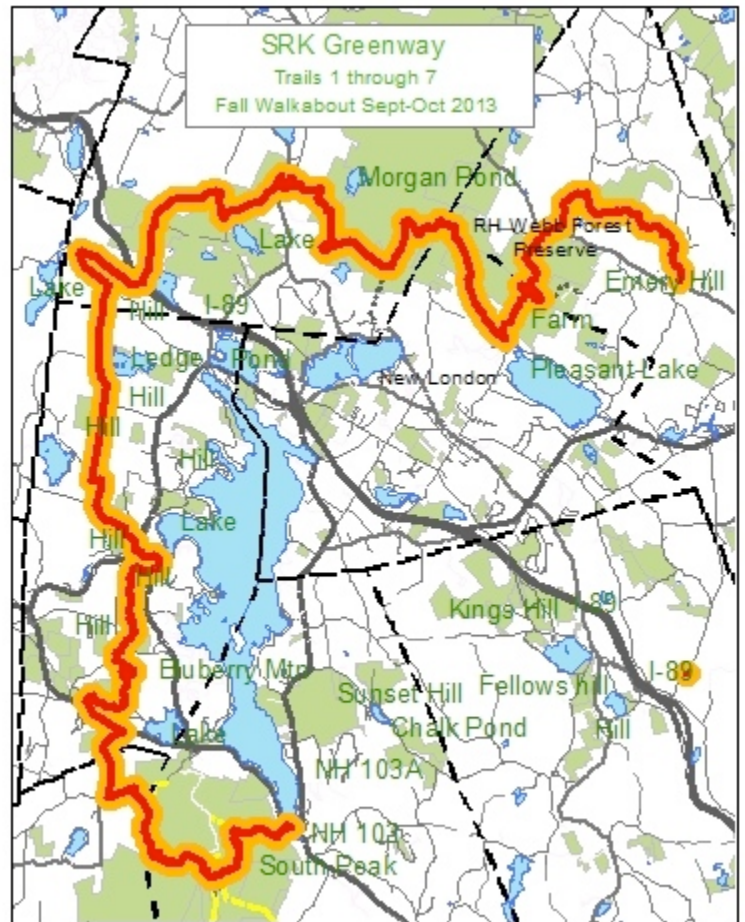 SRK Greenway
Trails 1 through 7
Fall Walkabout Sept-Oct 2013
Morgan Pond
RH Webb Forest
Preserve
Lake
Lake
Emery Hill
Hill
I-89
Farm
Ledge
Pond
Pleasant Lake
New London
Hill
Hill
Hill
Lake
Hill
Hill
Kings Hill
I-89
Hill
Bluberry Mtn
I-89
Sunset Hill
Fellows hill
Lake
Chalk Pond
Hill
NH 103A
NH 103
South Peak